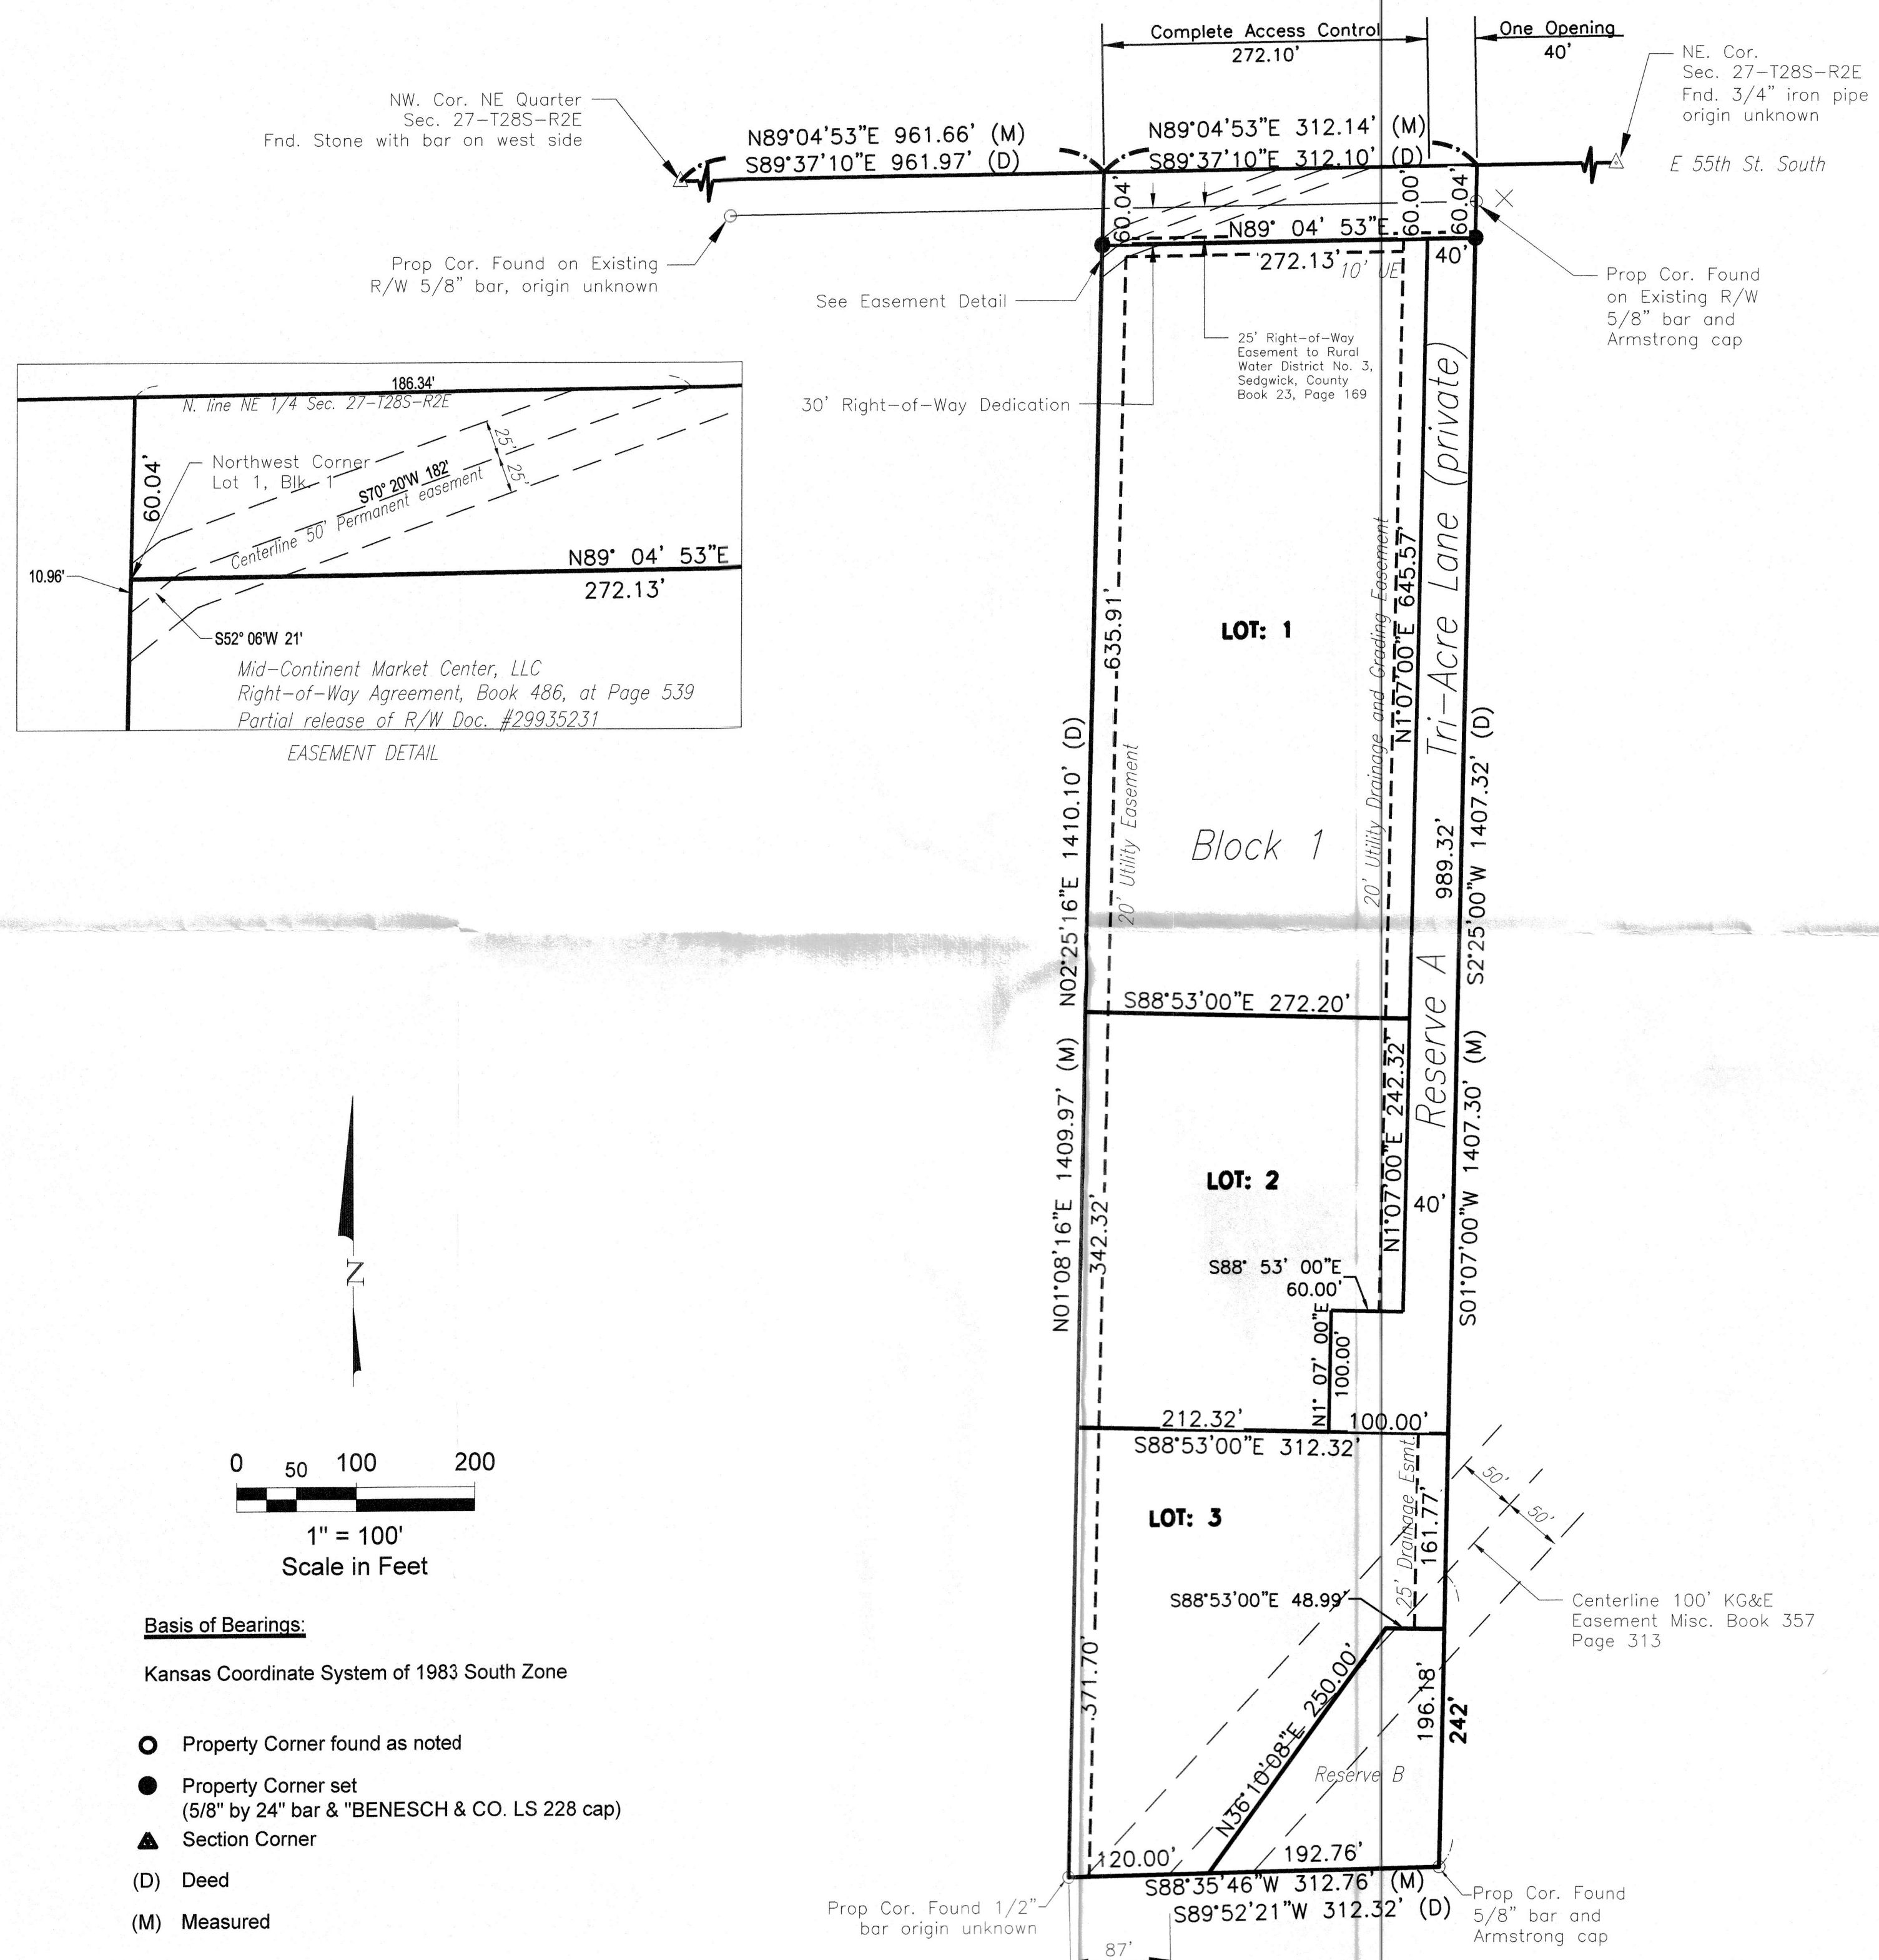 Complete Access Control
272.10'
One Opening
40'
NE. Cor.
Sec. 27-T28S-R2E
Fnd. 3/4" iron pipe
origin unknown
E 55th St. South
NW. Cor. NE Quarter
Sec. 27-T28S-R2E
Fnd. Stone with bar on west side
N89°04'53"E 961.66' (M)
S89°37'10"E 961.97' (D)
N89°04'53"E 312.14' (M)
S89°37'10"E 312.10' (D)
60.04'
60.00'
60.04'
N89° 04' 53"E
272.13'
40'
10' UE
Prop Cor. Found on Existing
R/W 5/8" bar, origin unknown
Prop Cor. Found
on Existing R/W
5/8" bar and
Armstrong cap
See Easement Detail
25' Right-of-Way
Easement to Rural
Water District No. 3,
Sedgwick, County
Book 23, Page 169
30' Right-of-Way Dedication
186.34'
N. line NE 1/4 Sec. 27-T28S-R2E
60.04'
Northwest Corner
Lot 1, Blk. 1
25'
25'
S70° 20'W 182'
Centerline 50' Permanent easement
N89° 04' 53"E
272.13'
10.96'
S52° 06'W 21'
Mid-Continent Market Center, LLC
Right-of-Way Agreement, Book 486, at Page 539
Partial release of R/W Doc. #29935231
EASEMENT DETAIL
LOT: 1
635.91'
20' Utility Easement
20' Utility Drainage and Grading Easement
N1°07'00"E 645.57'
Tri-Acre Lane (private)
Block 1
989.32'
Reserve A
N02°25'16"E 1410.10' (D)
N01°08'16"E 1409.97' (M)
S2°25'00"W 1407.32' (D)
S01°07'00"W 1407.30' (M)
S88°53'00"E 272.20'
N1°07'00"E 242.32'
LOT: 2
342.32'
40'
S88° 53' 00"E
60.00'
N1° 07' 00"E
100.00'
212.32'
100.00'
S88°53'00"E 312.32'
LOT: 3
25' Drainage Esmt.
161.77'
50'
50'
S88°53'00"E 48.99'
Centerline 100' KG&E
Easement Misc. Book 357
Page 313
371.70'
N36°10'08"E 250.00'
196.18'
242'
Reserve B
120.00'
192.76'
S88°35'46"W 312.76' (M)
S89°52'21"W 312.32' (D)
Prop Cor. Found 1/2"
bar origin unknown
Prop Cor. Found
5/8" bar and
Armstrong cap
87'
N
0 50 100 200
1" = 100'
Scale in Feet
Basis of Bearings:
Kansas Coordinate System of 1983 South Zone
Property Corner found as noted
Property Corner set
(5/8" by 24" bar & "BENESCH & CO. LS 228 cap)
Section Corner
(D) Deed
(M) Measured